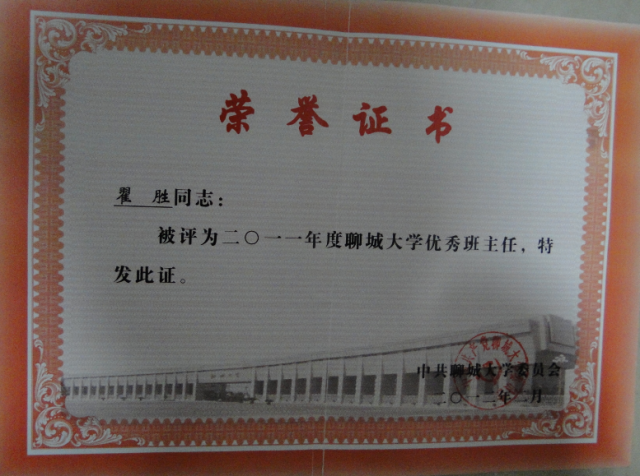 荣誉证书
翟 胜同志：
被评为二〇一一年度聊城大学优秀班主任，特
发此证。
中共聊城大学委员会
二〇一二年二月